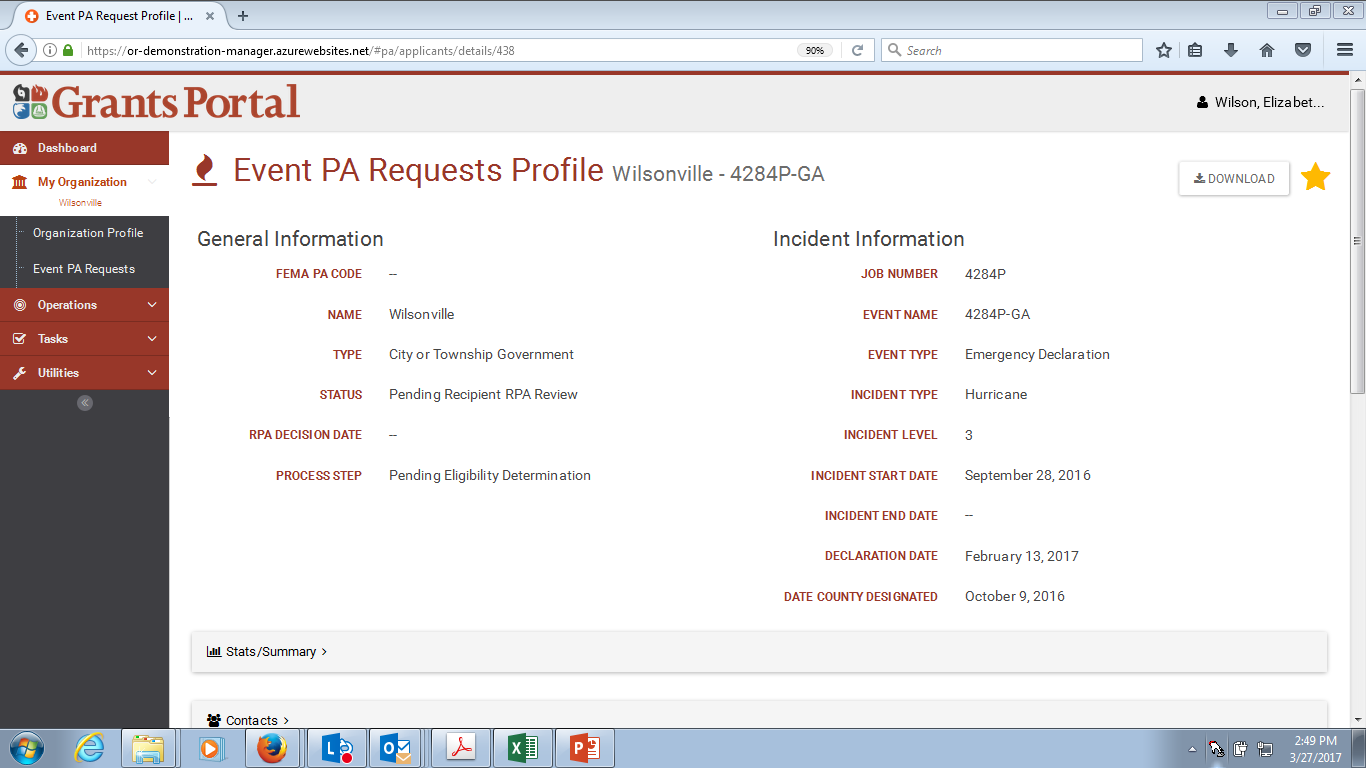 Event PA Request Profile | ...
https://or-demonstration-manager.azurewebsites.net/#pa/applicants/details/438
90%
Search
Grants Portal
Wilson, Elizabet...
Dashboard
My Organization
Wilsonville
Organization Profile
Event PA Requests
Operations
Tasks
Utilities
Event PA Requests Profile Wilsonville - 4284P-GA
DOWNLOAD
General Information
FEMA PA CODE --
NAME Wilsonville
TYPE City or Township Government
STATUS Pending Recipient RPA Review
RPA DECISION DATE --
PROCESS STEP Pending Eligibility Determination
Incident Information
JOB NUMBER 4284P
EVENT NAME 4284P-GA
EVENT TYPE Emergency Declaration
INCIDENT TYPE Hurricane
INCIDENT LEVEL 3
INCIDENT START DATE September 28, 2016
INCIDENT END DATE --
DECLARATION DATE February 13, 2017
DATE COUNTY DESIGNATED October 9, 2016
Stats/Summary >
Contacts >
2:49 PM
3/27/2017